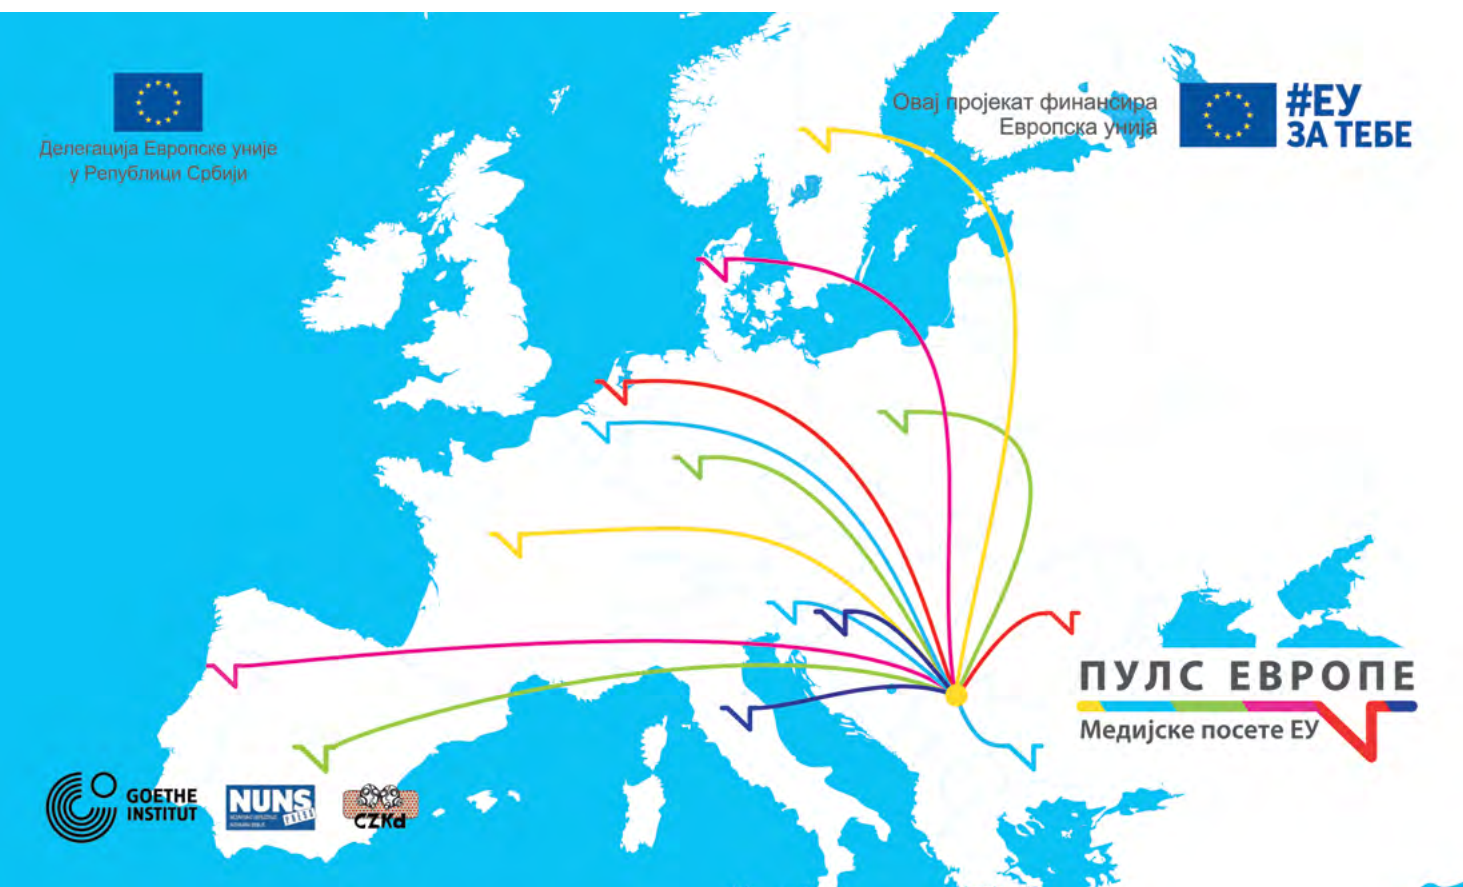 Делегација Европске уније
у Републици Србији
Овај пројекат финансира
Европска унија
#ЕУ
ЗА ТЕБЕ
ПУЛС ЕВРОПЕ
Медијске посете ЕУ
GOETHE
INSTITUT
NUNS
PRESS
CZKd